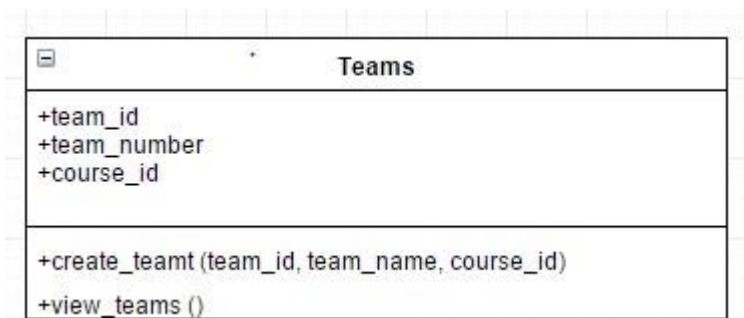 Teams
+team_id
+team_number
+course_id
+create_teamt (team_id, team_name, course_id)
+view_teams ()